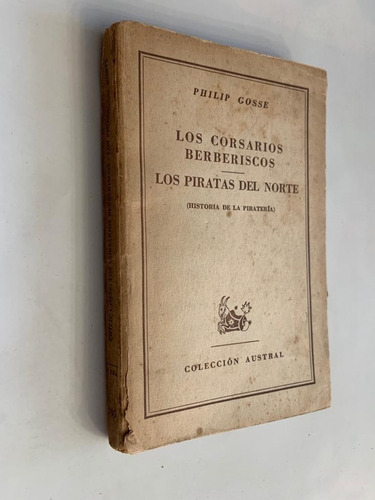 PHILIP GOSSE
LOS CORSARIOS
BERBERISCOS
LOS PIRATAS DEL NORTE
(HISTORIA DE LA PIRATERÍA)
COLECCIÓN AUSTRAL